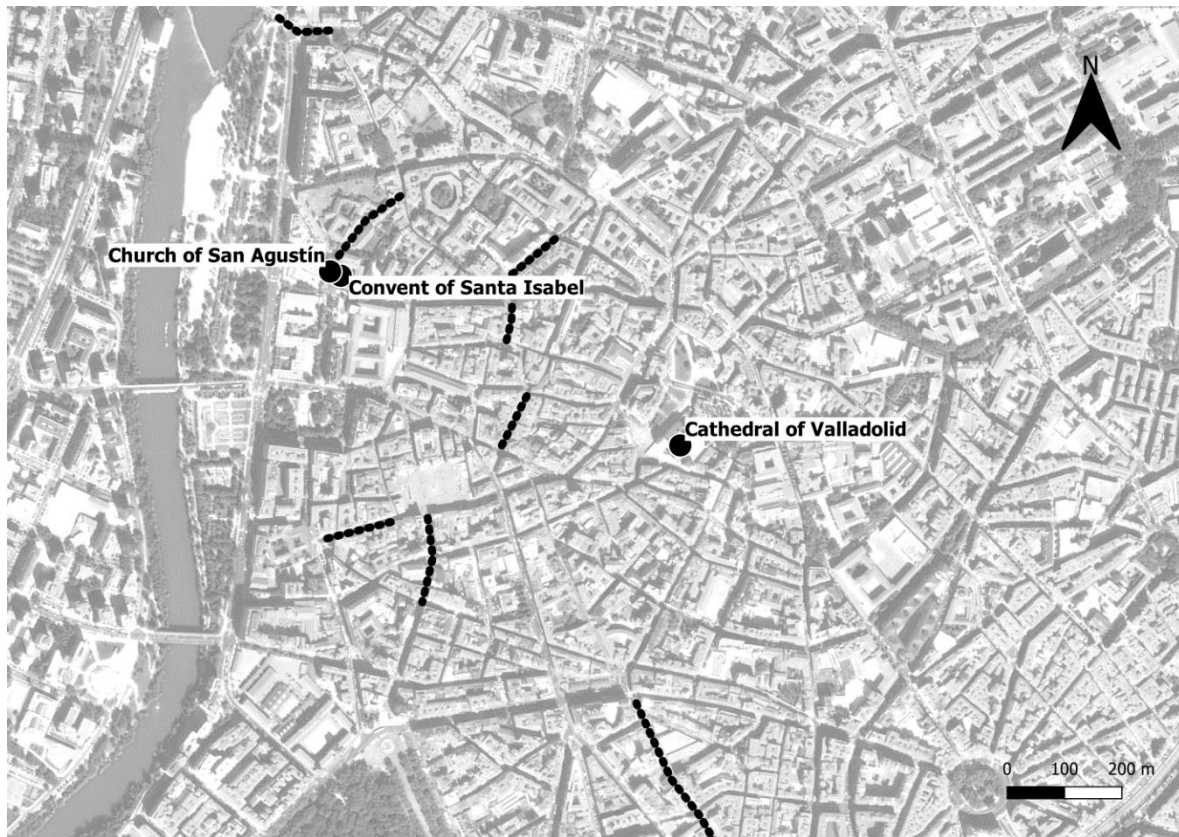 N
Church of San Agustín
Convent of Santa Isabel
Cathedral of Valladolid
0 100 200 m